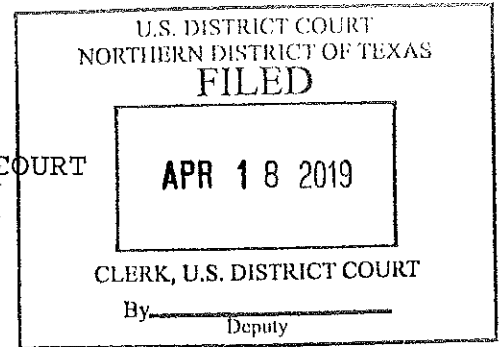 U.S. DISTRICT COURT
NORTHERN DISTRICT OF TEXAS
FILED
COURT
APR 18 2019
CLERK, U.S. DISTRICT COURT
By
Deputy